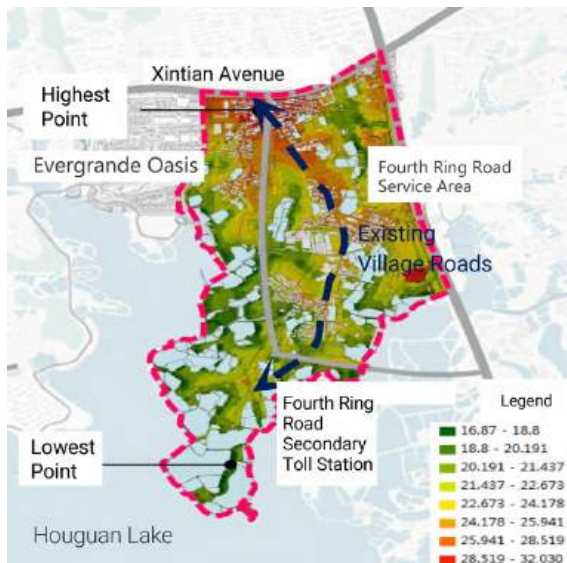 Xintian Avenue
Highest
Point
Evergrande Oasis
Fourth Ring Road
Service Area
Existing
Village Roads
Fourth Ring
Road
Secondary
Toll Station
Lowest
Point
Houguan Lake
Legend
16.87 - 18.8
18.8 - 20.191
20.191 - 21.437
21.437 - 22.673
22.673 - 24.178
24.178 - 25.941
25.941 - 28.519
28.519 - 32.030